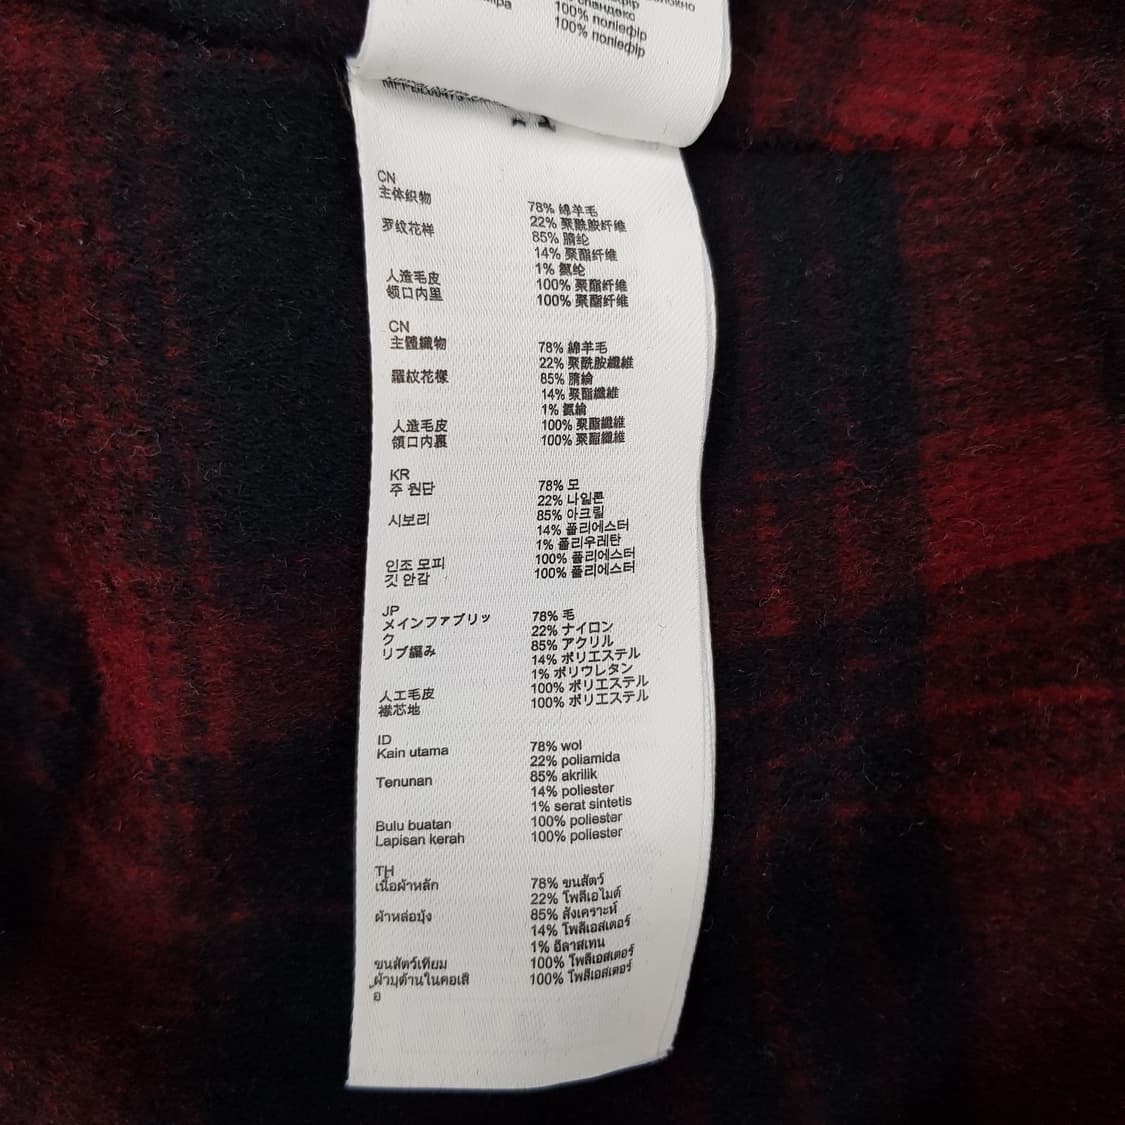 100% поліефір
100% поліефір
CN
主体织物
78% 綿羊毛
22% 聚酰胺纤维
罗纹花样
85% 腈纶
14% 聚酯纤维
1% 氨纶
人造毛皮
100% 聚酯纤维
领口内里
100% 聚酯纤维
CN
主體織物
78% 綿羊毛
22% 聚酰胺纖維
羅紋花樣
85% 腈綸
14% 聚酯纖維
1% 氨綸
人造毛皮
100% 聚酯纖維
領口内裏
100% 聚酯纖維
KR
주 원단
78% 모
22% 나일론
시보리
85% 아크릴
14% 폴리에스터
1% 폴리우레탄
인조 모피
100% 폴리에스터
깃 안감
100% 폴리에스터
JP
メインファブリッ
ク
78% 毛
22% ナイロン
リブ編み
85% アクリル
14% ポリエステル
1% ポリウレタン
人工毛皮
100% ポリエステル
襟芯地
100% ポリエステル
ID
Kain utama
78% wol
22% poliamida
Tenunan
85% akrilik
14% poliester
1% serat sintetis
Bulu buatan
100% poliester
Lapisan kerah
100% poliester
TH
เนื้อผ้าหลัก
78% ขนสัตว์
22% โพลีเอไมด์
ผ้าหล่อบุ้ง
85% สังเคราะห์
14% โพลีเอสเตอร์
1% อีลาสเทน
ขนสัตว์เทียม
100% โพลีเอสเตอร์
ผ้าบุด้านในคอเสื
อ
100% โพลีเอสเตอร์